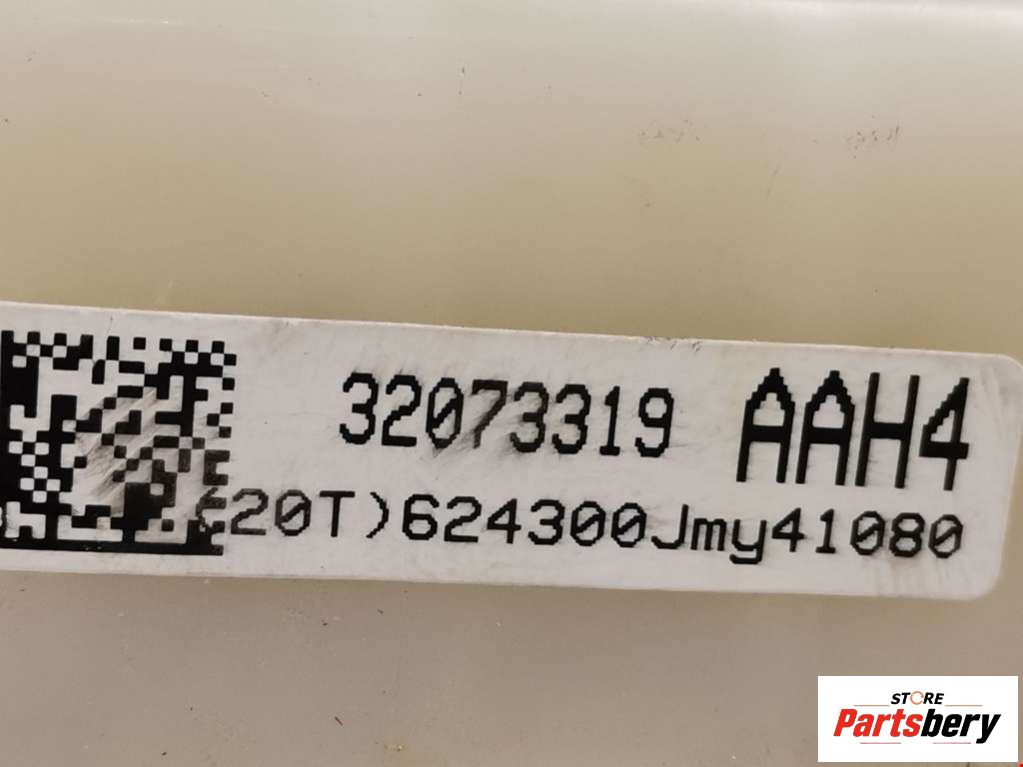 32073319 AAH4
(20T)624300Jmy41080
STORE
Partsbery